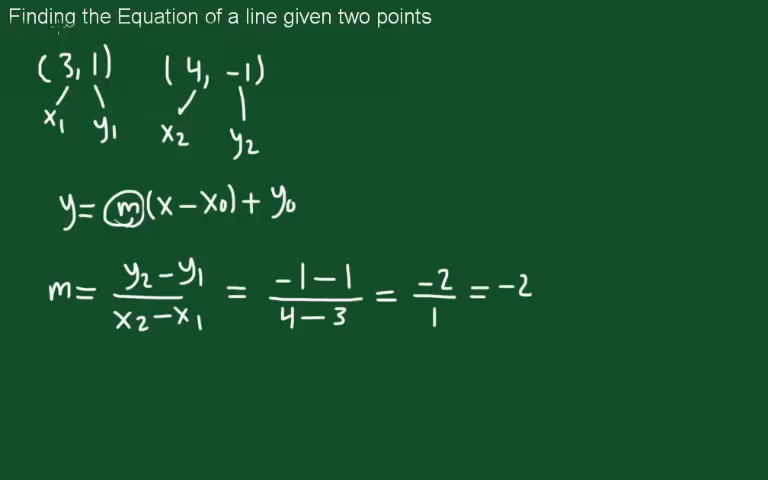 Finding the Equation of a line given two points
(3, 1) (4, -1)
x₁ y₁ x₂ y₂
y = m(x - x₀) + y₀
m = (y₂ - y₁)/(x₂ - x₁) = (-1 - 1)/(4 - 3) = -2/1 = -2